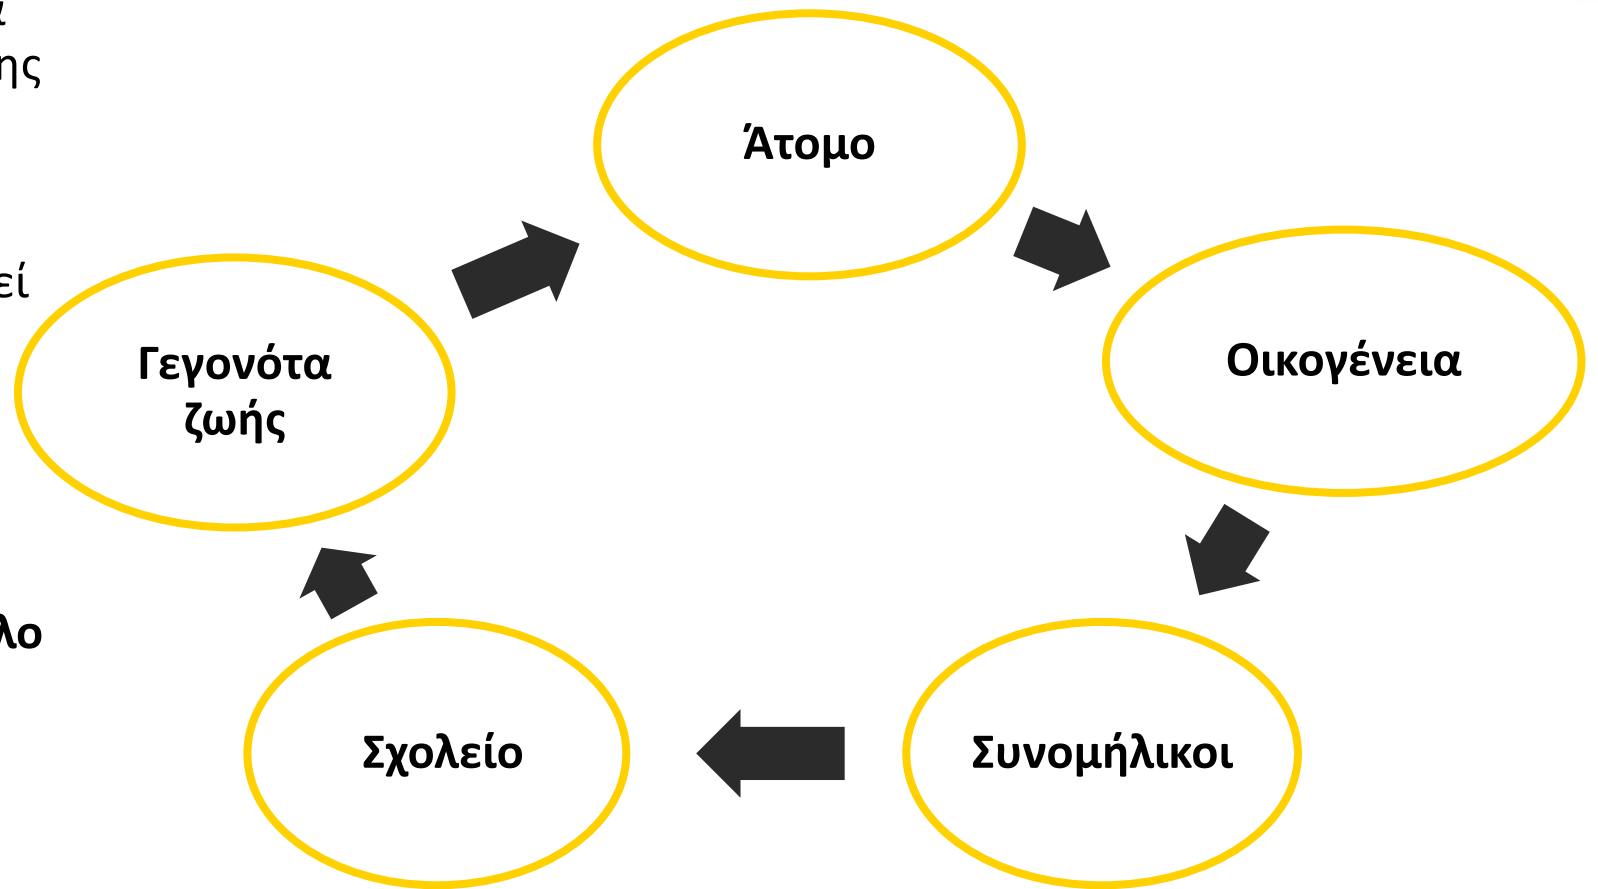 Άτομο
Οικογένεια
Γεγονότα
ζωής
Σχολείο
Συνομήλικοι